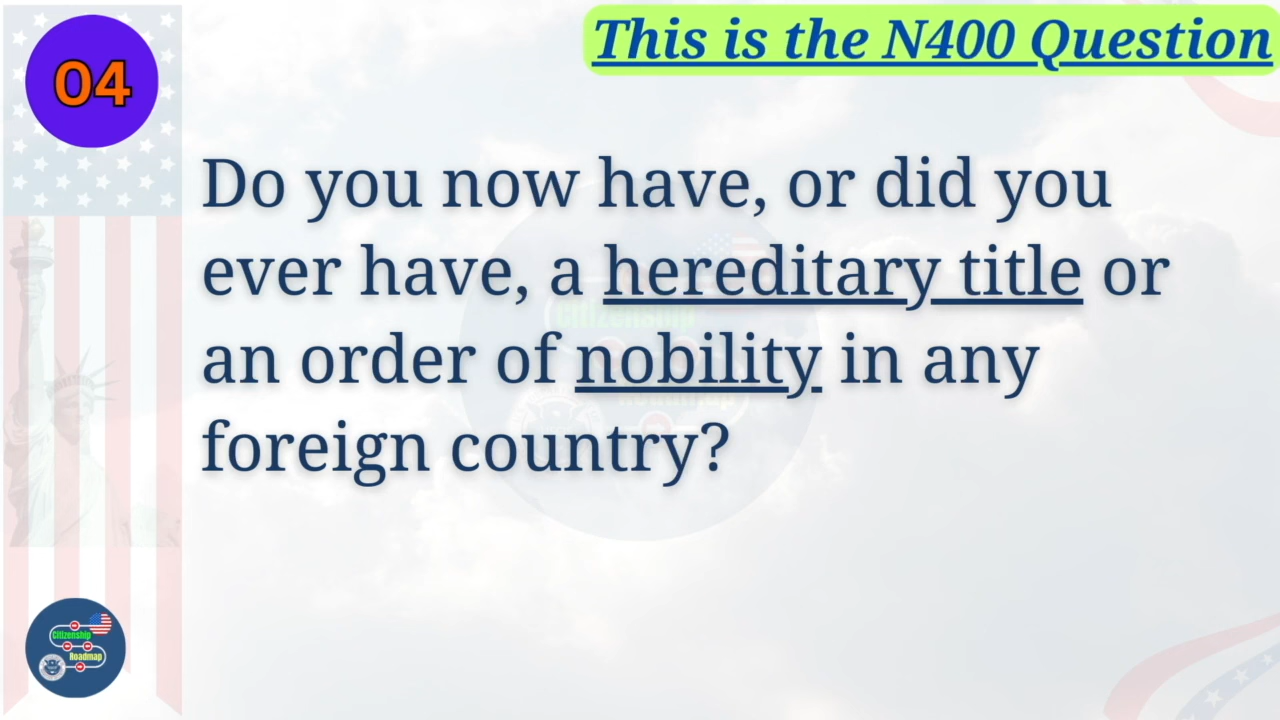 04
This is the N400 Question
Do you now have, or did you
ever have, a hereditary title or
an order of nobility in any
foreign country?
Citizenship
Roadmap